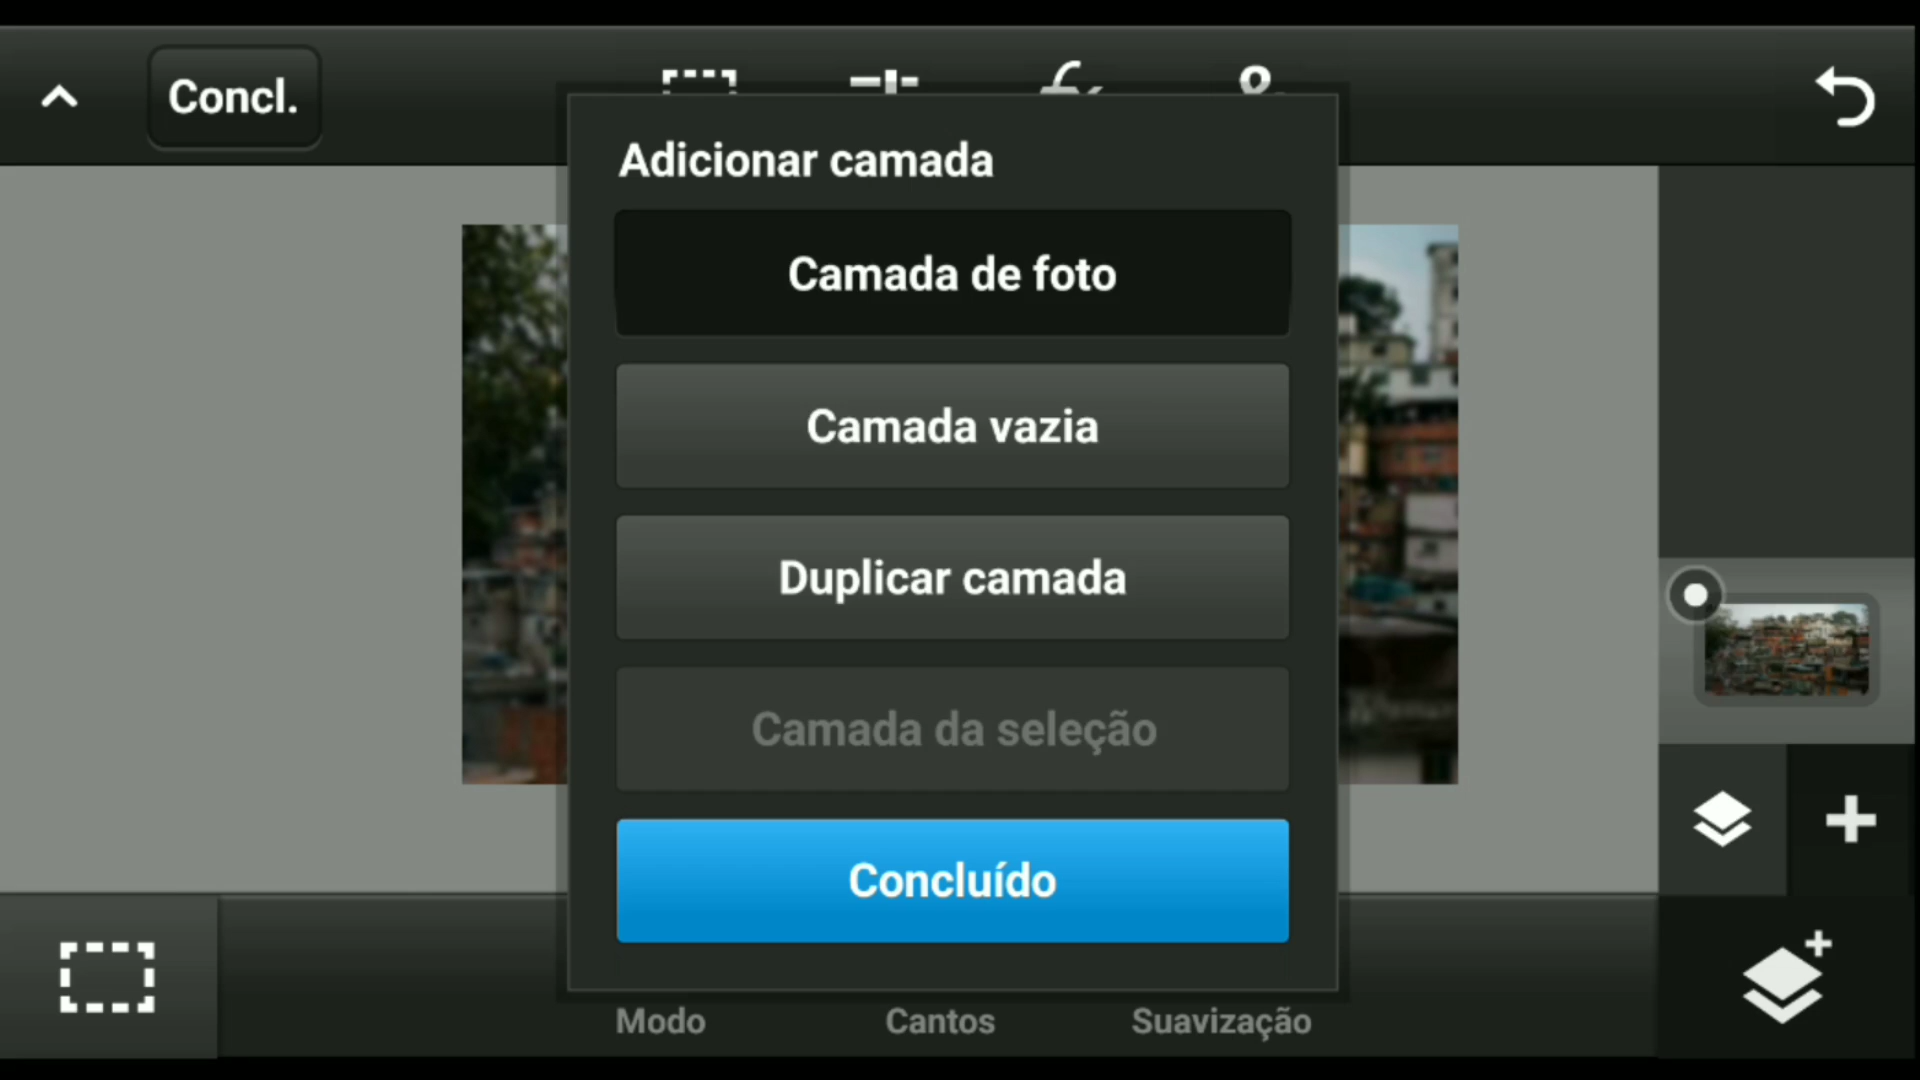 Concl.
Adicionar camada
Camada de foto
Camada vazia
Duplicar camada
Camada da seleção
Concluído
Modo
Cantos
Suavização